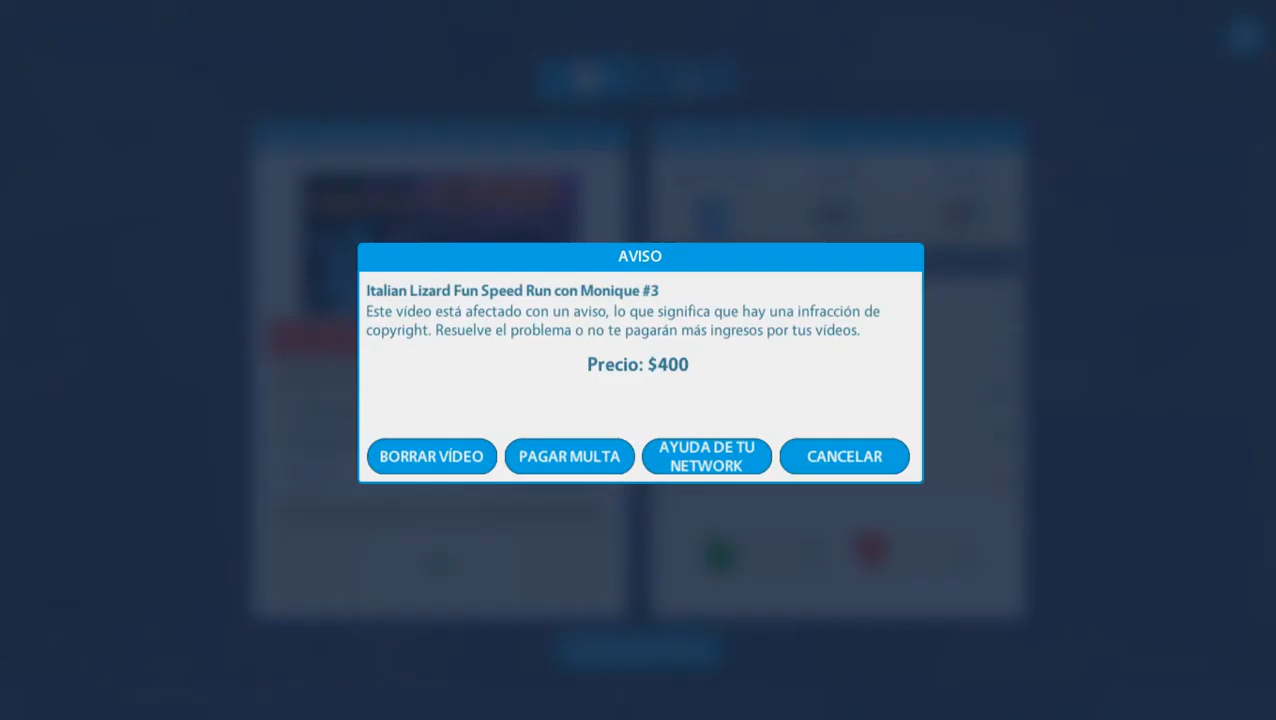 AVISO
Italian Lizard Fun Speed Run con Monique #3
Este vídeo está afectado con un aviso, lo que significa que hay una infracción de
copyright. Resuelve el problema o no te pagarán más ingresos por tus vídeos.
Precio: $400
BORRAR VÍDEO
PAGAR MULTA
AYUDA DE TU
NETWORK
CANCELAR